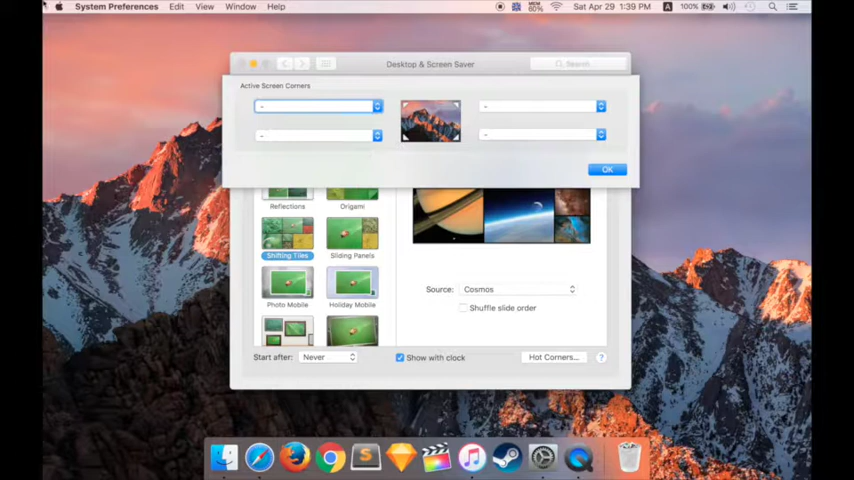 System Preferences Edit View Window Help
MEM 60% Sat Apr 29 1:39 PM A 100%
Desktop & Screen Saver
Search
Active Screen Corners
- -
- -
OK
Reflections Origami
Shifting Tiles Sliding Panels
Photo Mobile Holiday Mobile
Source: Cosmos
Shuffle slide order
Start after: Never Show with clock Hot Corners... ?
S